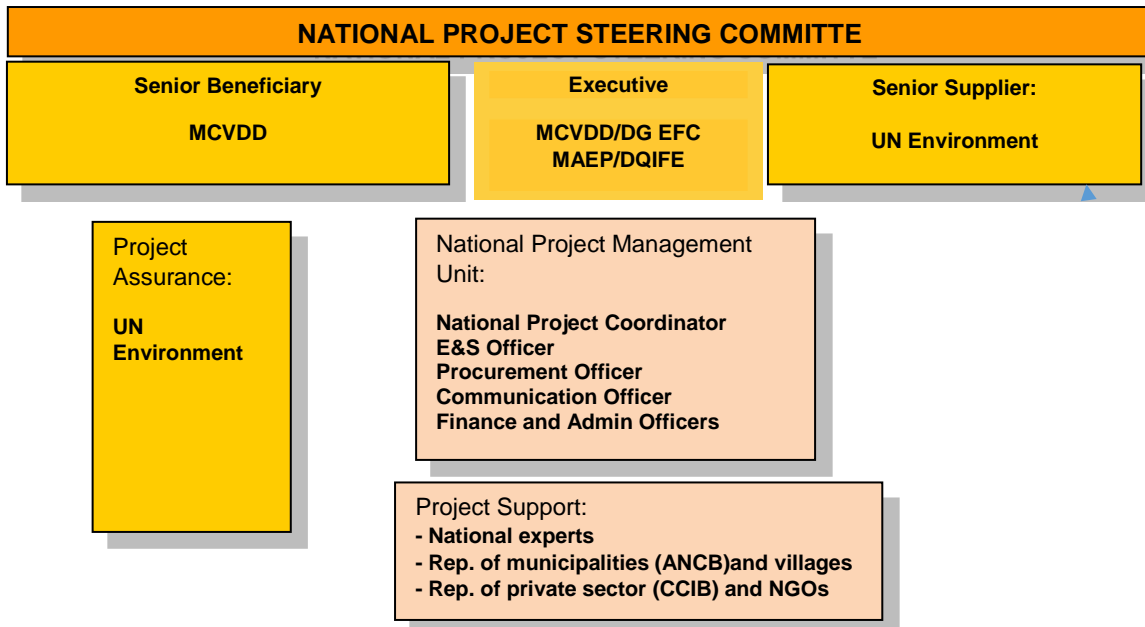 NATIONAL PROJECT STEERING COMMITTE
Senior Beneficiary
MCVDD
Executive
MCVDD/DG EFC
MAEP/DQIFE
Senior Supplier:
UN Environment
Project
Assurance:
UN
Environment
National Project Management
Unit:
National Project Coordinator
E&S Officer
Procurement Officer
Communication Officer
Finance and Admin Officers
Project Support:
- National experts
- Rep. of municipalities (ANCB)and villages
- Rep. of private sector (CCIB) and NGOs